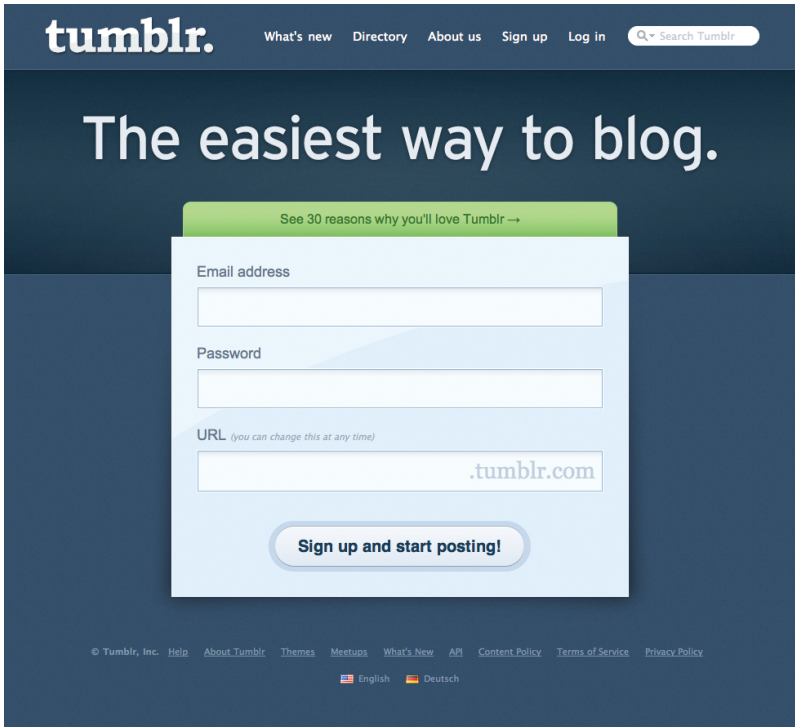 tumblr.
What's new Directory About us Sign up Log in Search Tumblr
The easiest way to blog.
See 30 reasons why you'll love Tumblr →
Email address
Password
URL (you can change this at any time)
.tumblr.com
Sign up and start posting!
© Tumblr, Inc. Help About Tumblr Themes Meetups What's New API Content Policy Terms of Service Privacy Policy
English Deutsch